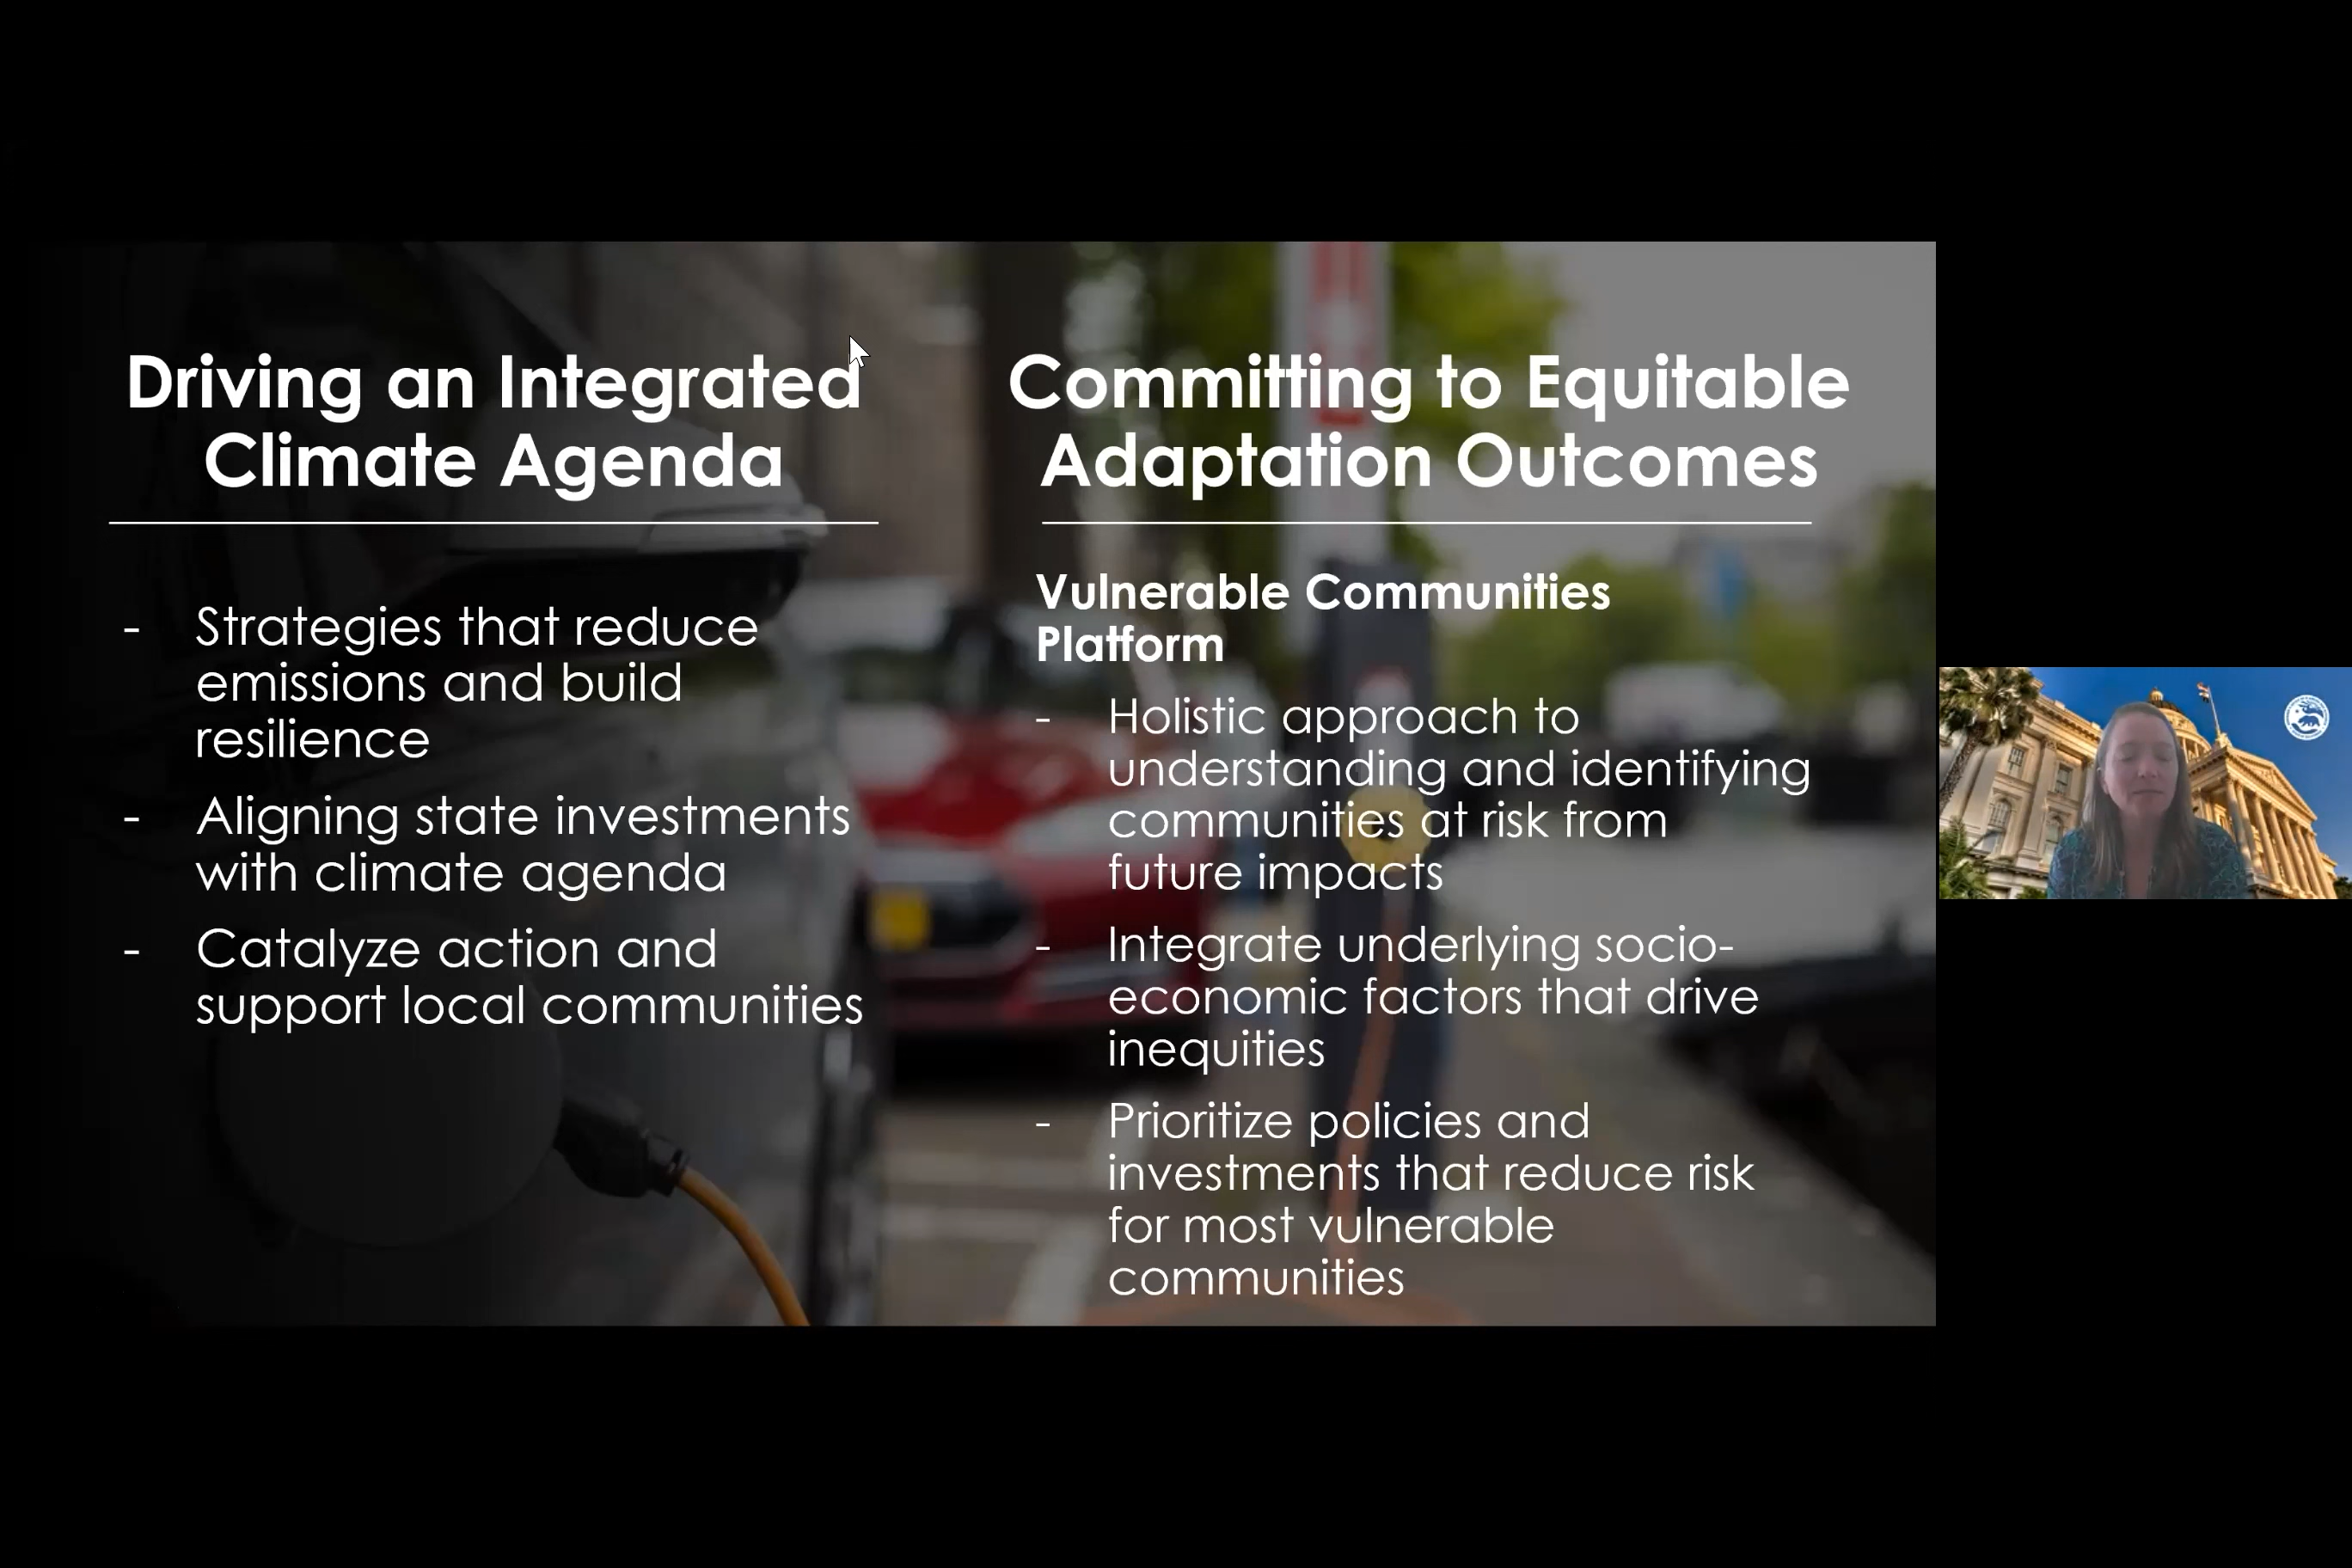 Driving an Integrated
Climate Agenda
- Strategies that reduce
emissions and build
resilience
- Aligning state investments
with climate agenda
- Catalyze action and
support local communities
Committing to Equitable
Adaptation Outcomes
Vulnerable Communities
Platform
- Holistic approach to
understanding and identifying
communities at risk from
future impacts
- Integrate underlying socio-
economic factors that drive
inequities
- Prioritize policies and
investments that reduce risk
for most vulnerable
communities